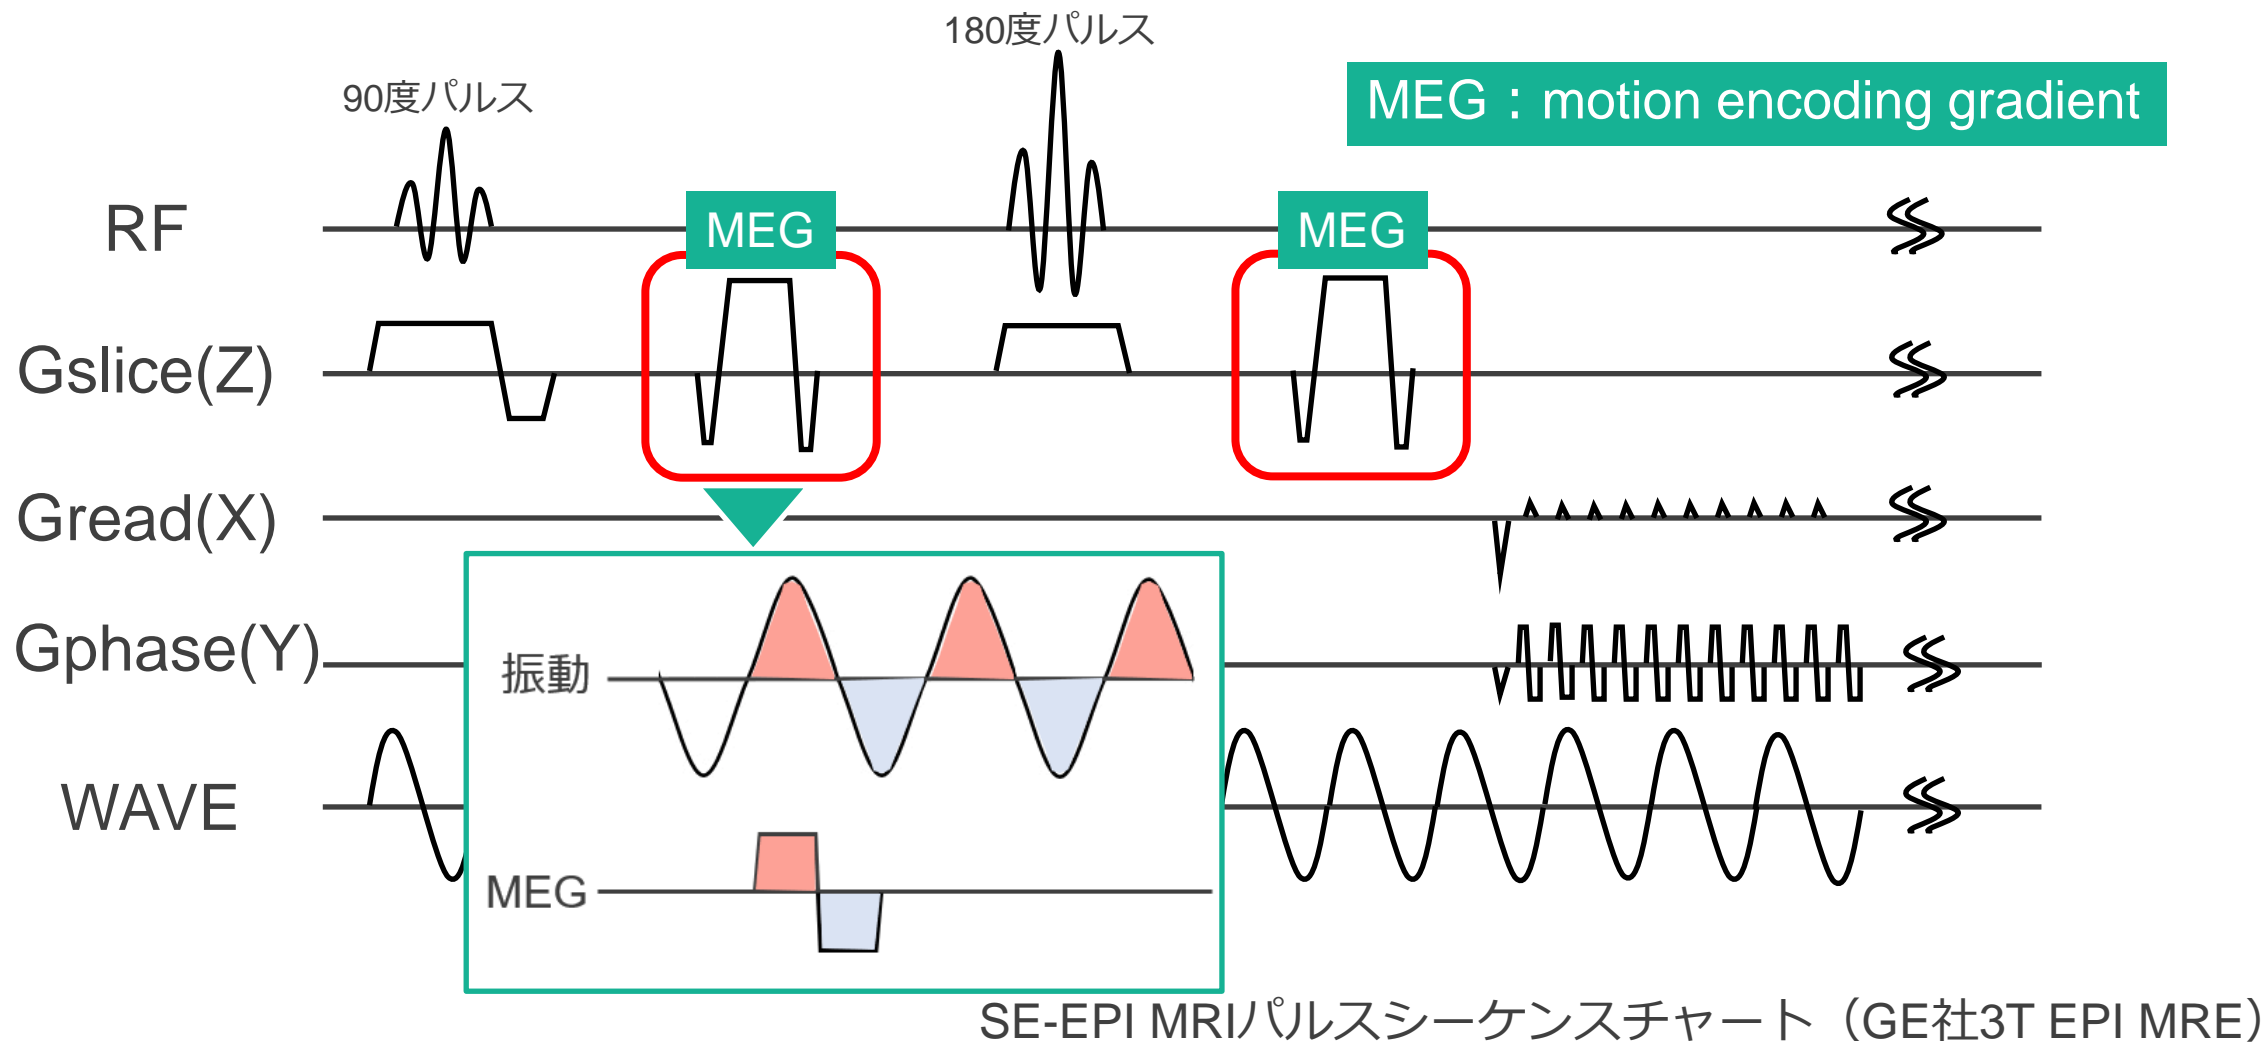 180度パルス
90度パルス
MEG：motion encoding gradient
RF
MEG
MEG
Gslice(Z)
Gread(X)
Gphase(Y)
振動
WAVE
MEG
SE-EPI MRIパルスシーケンスチャート（GE社3T EPI MRE）